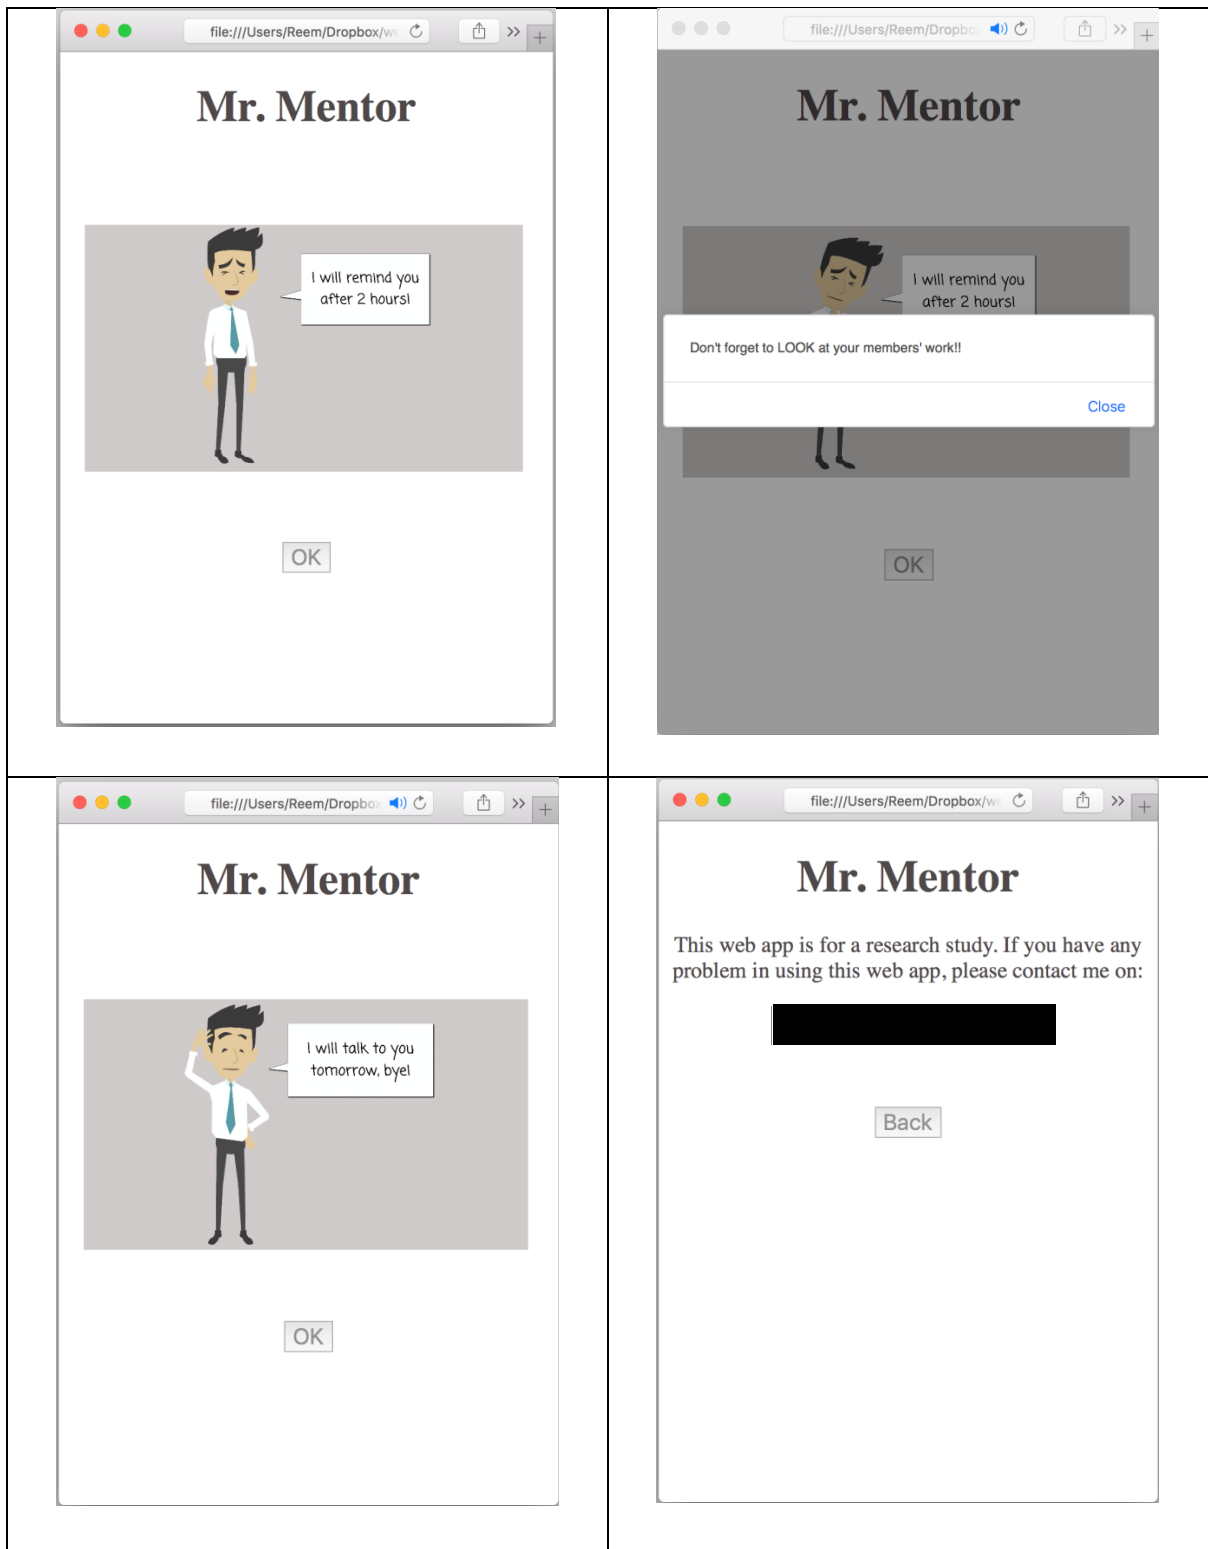 file:///Users/Reem/Dropbox/we
Mr. Mentor
I will remind you
after 2 hours!
OK
file:///Users/Reem/Dropbo
Mr. Mentor
I will remind you
after 2 hours!
Don't forget to LOOK at your members' work!!
Close
OK
file:///Users/Reem/Dropbo
Mr. Mentor
I will talk to you
tomorrow, bye!
OK
file:///Users/Reem/Dropbox/we
Mr. Mentor
This web app is for a research study. If you have any
problem in using this web app, please contact me on:
Back